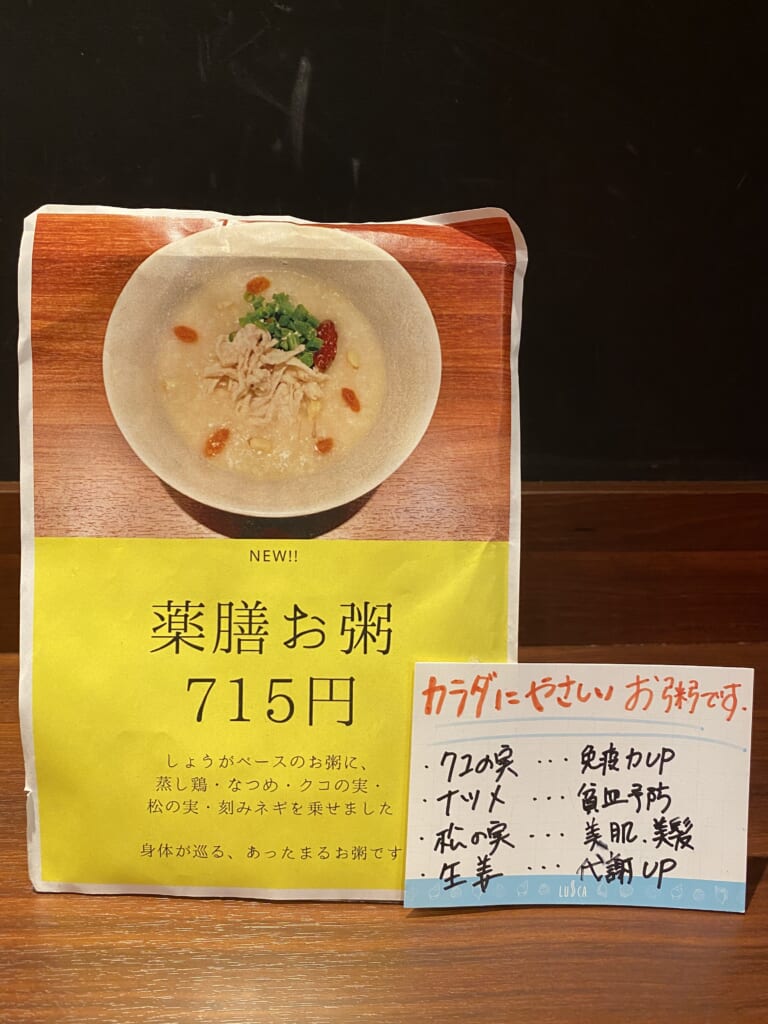 NEW!!
薬膳お粥
715円
しょうがベースのお粥に、
蒸し鶏・なつめ・クコの実・
松の実・刻みネギを乗せました
身体が巡る、あったまるお粥です
カラダにやさしい お粥です.
・クコの実 … 免疫力UP
・ナツメ … 貧血予防
・松の実 … 美肌.美髪
・生姜 … 代謝UP
LUSCA